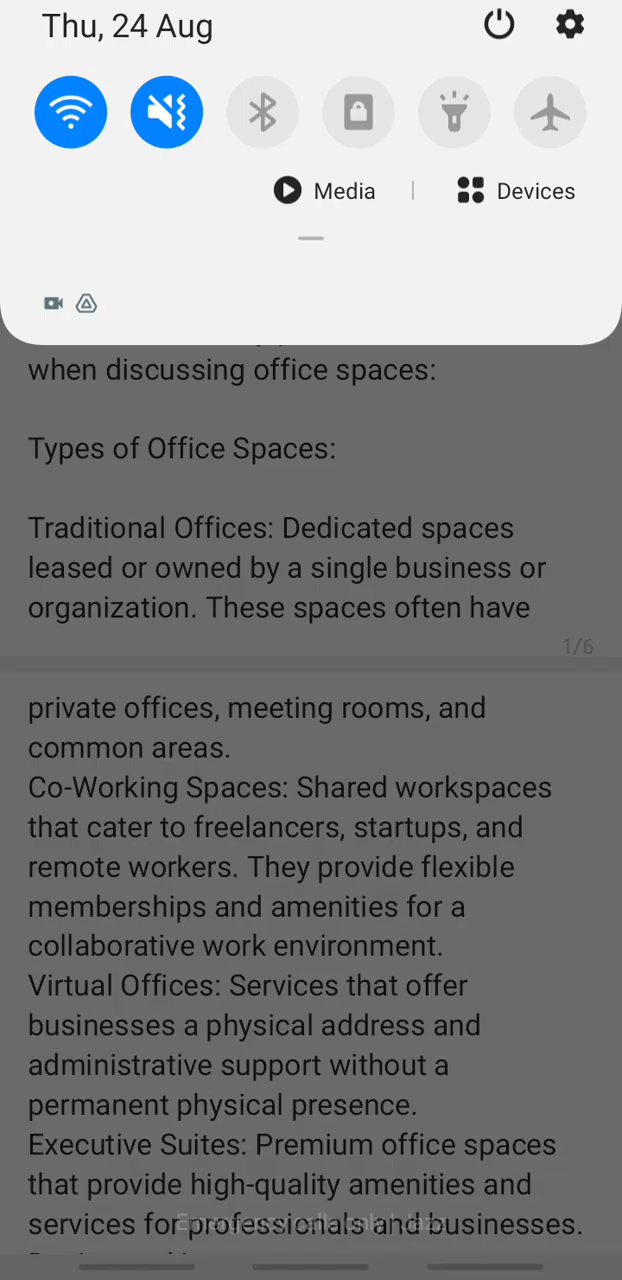 Thu, 24 Aug
Media | Devices
when discussing office spaces:
Types of Office Spaces:
Traditional Offices: Dedicated spaces
leased or owned by a single business or
organization. These spaces often have
1/6
private offices, meeting rooms, and
common areas.
Co-Working Spaces: Shared workspaces
that cater to freelancers, startups, and
remote workers. They provide flexible
memberships and amenities for a
collaborative work environment.
Virtual Offices: Services that offer
businesses a physical address and
administrative support without a
permanent physical presence.
Executive Suites: Premium office spaces
that provide high-quality amenities and
services for professionals and businesses.
Emergency calls only | Jazz